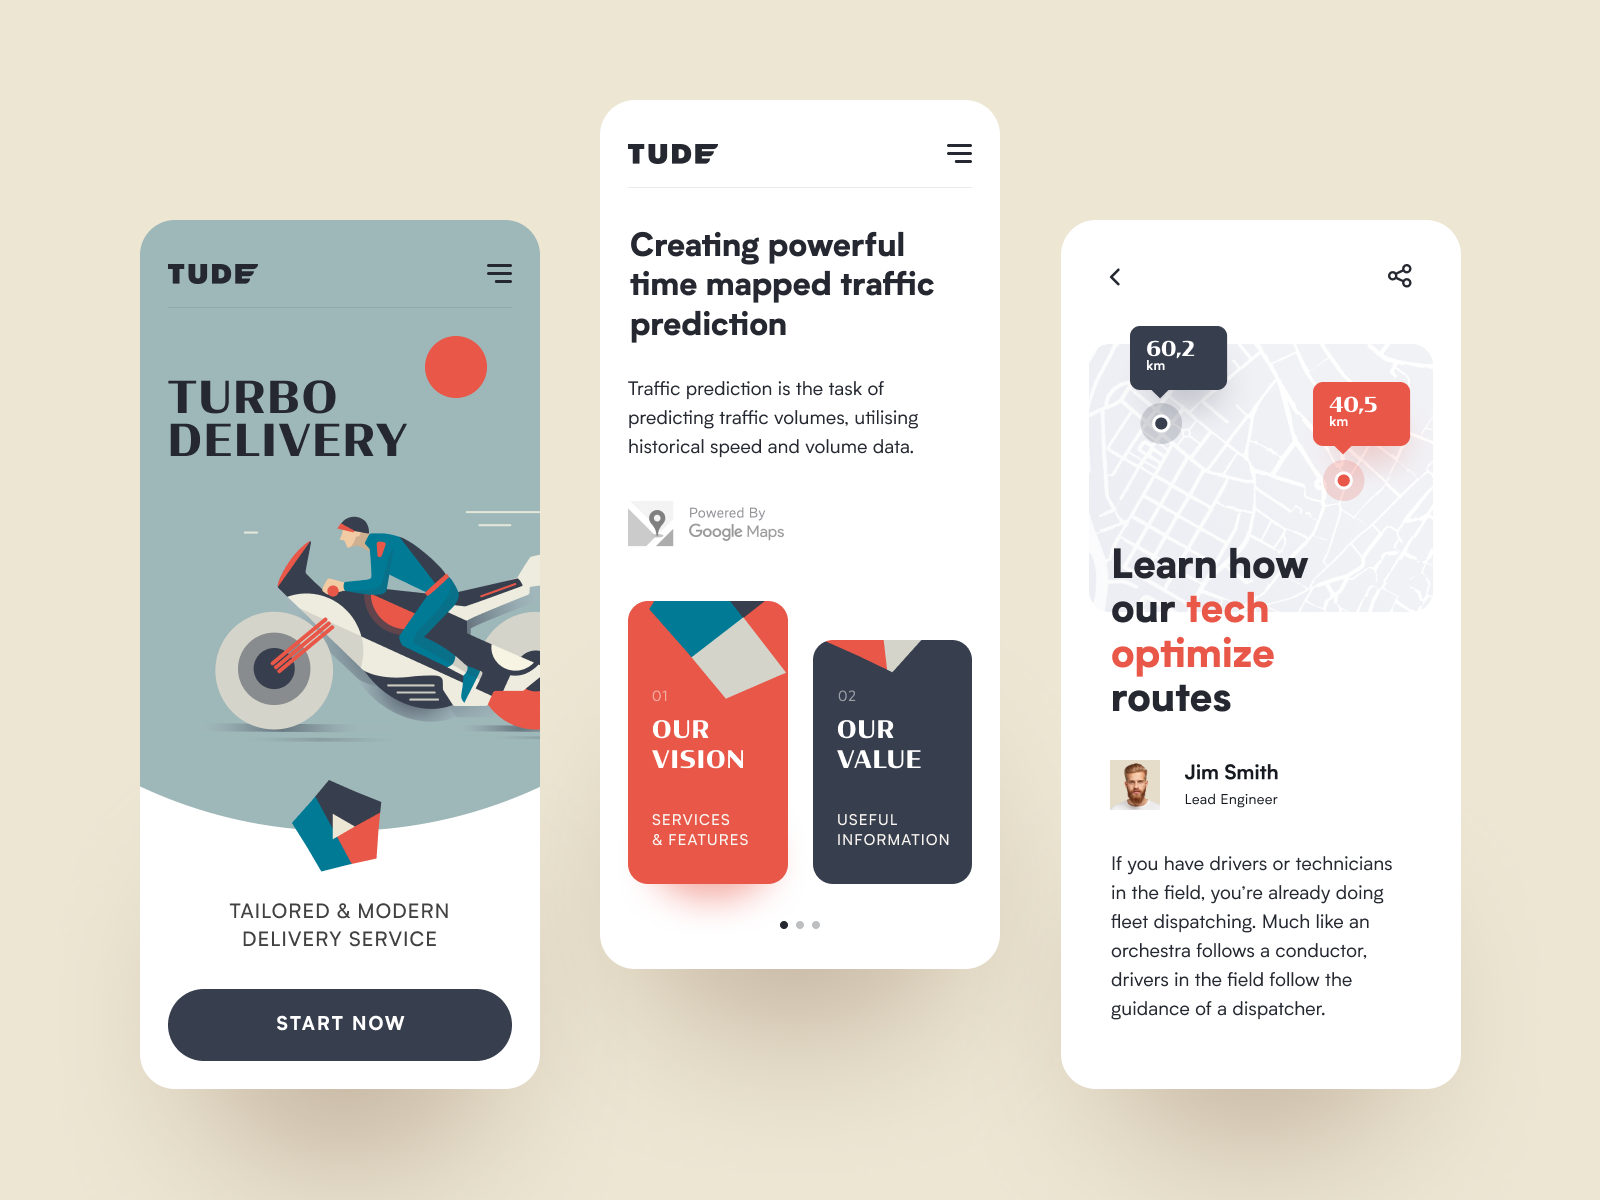 TUDE
TURBO
DELIVERY
TAILORED & MODERN
DELIVERY SERVICE
START NOW
TUDE
Creating powerful
time mapped traffic
prediction
Traffic prediction is the task of
predicting traffic volumes, utilising
historical speed and volume data.
Powered By
Google Maps
01
OUR
VISION
SERVICES
& FEATURES
02
OUR
VALUE
USEFUL
INFORMATION
60,2
km
40,5
km
Learn how
our tech
optimize
routes
Jim Smith
Lead Engineer
If you have drivers or technicians
in the field, you’re already doing
fleet dispatching. Much like an
orchestra follows a conductor,
drivers in the field follow the
guidance of a dispatcher.